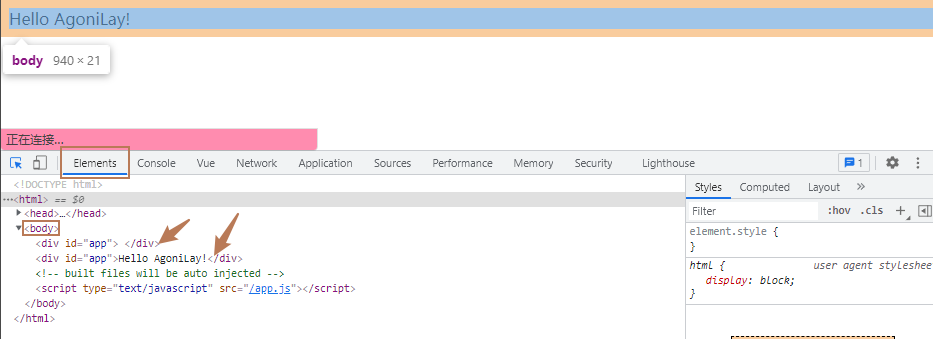 Hello AgoniLay!
body 940 × 21
正在连接...
Elements Console Vue Network Application Sources Performance Memory Security Lighthouse 1
<!DOCTYPE html>
···<html> == $0
<head>…</head>
<body>
<div id="app"> </div>
<div id="app">Hello AgoniLay!</div>
<!-- built files will be auto injected -->
<script type="text/javascript" src="/app.js"></script>
</body>
</html>
Styles Computed Layout »
Filter :hov .cls +
element.style {
}
html { user agent styleshee
display: block;
}